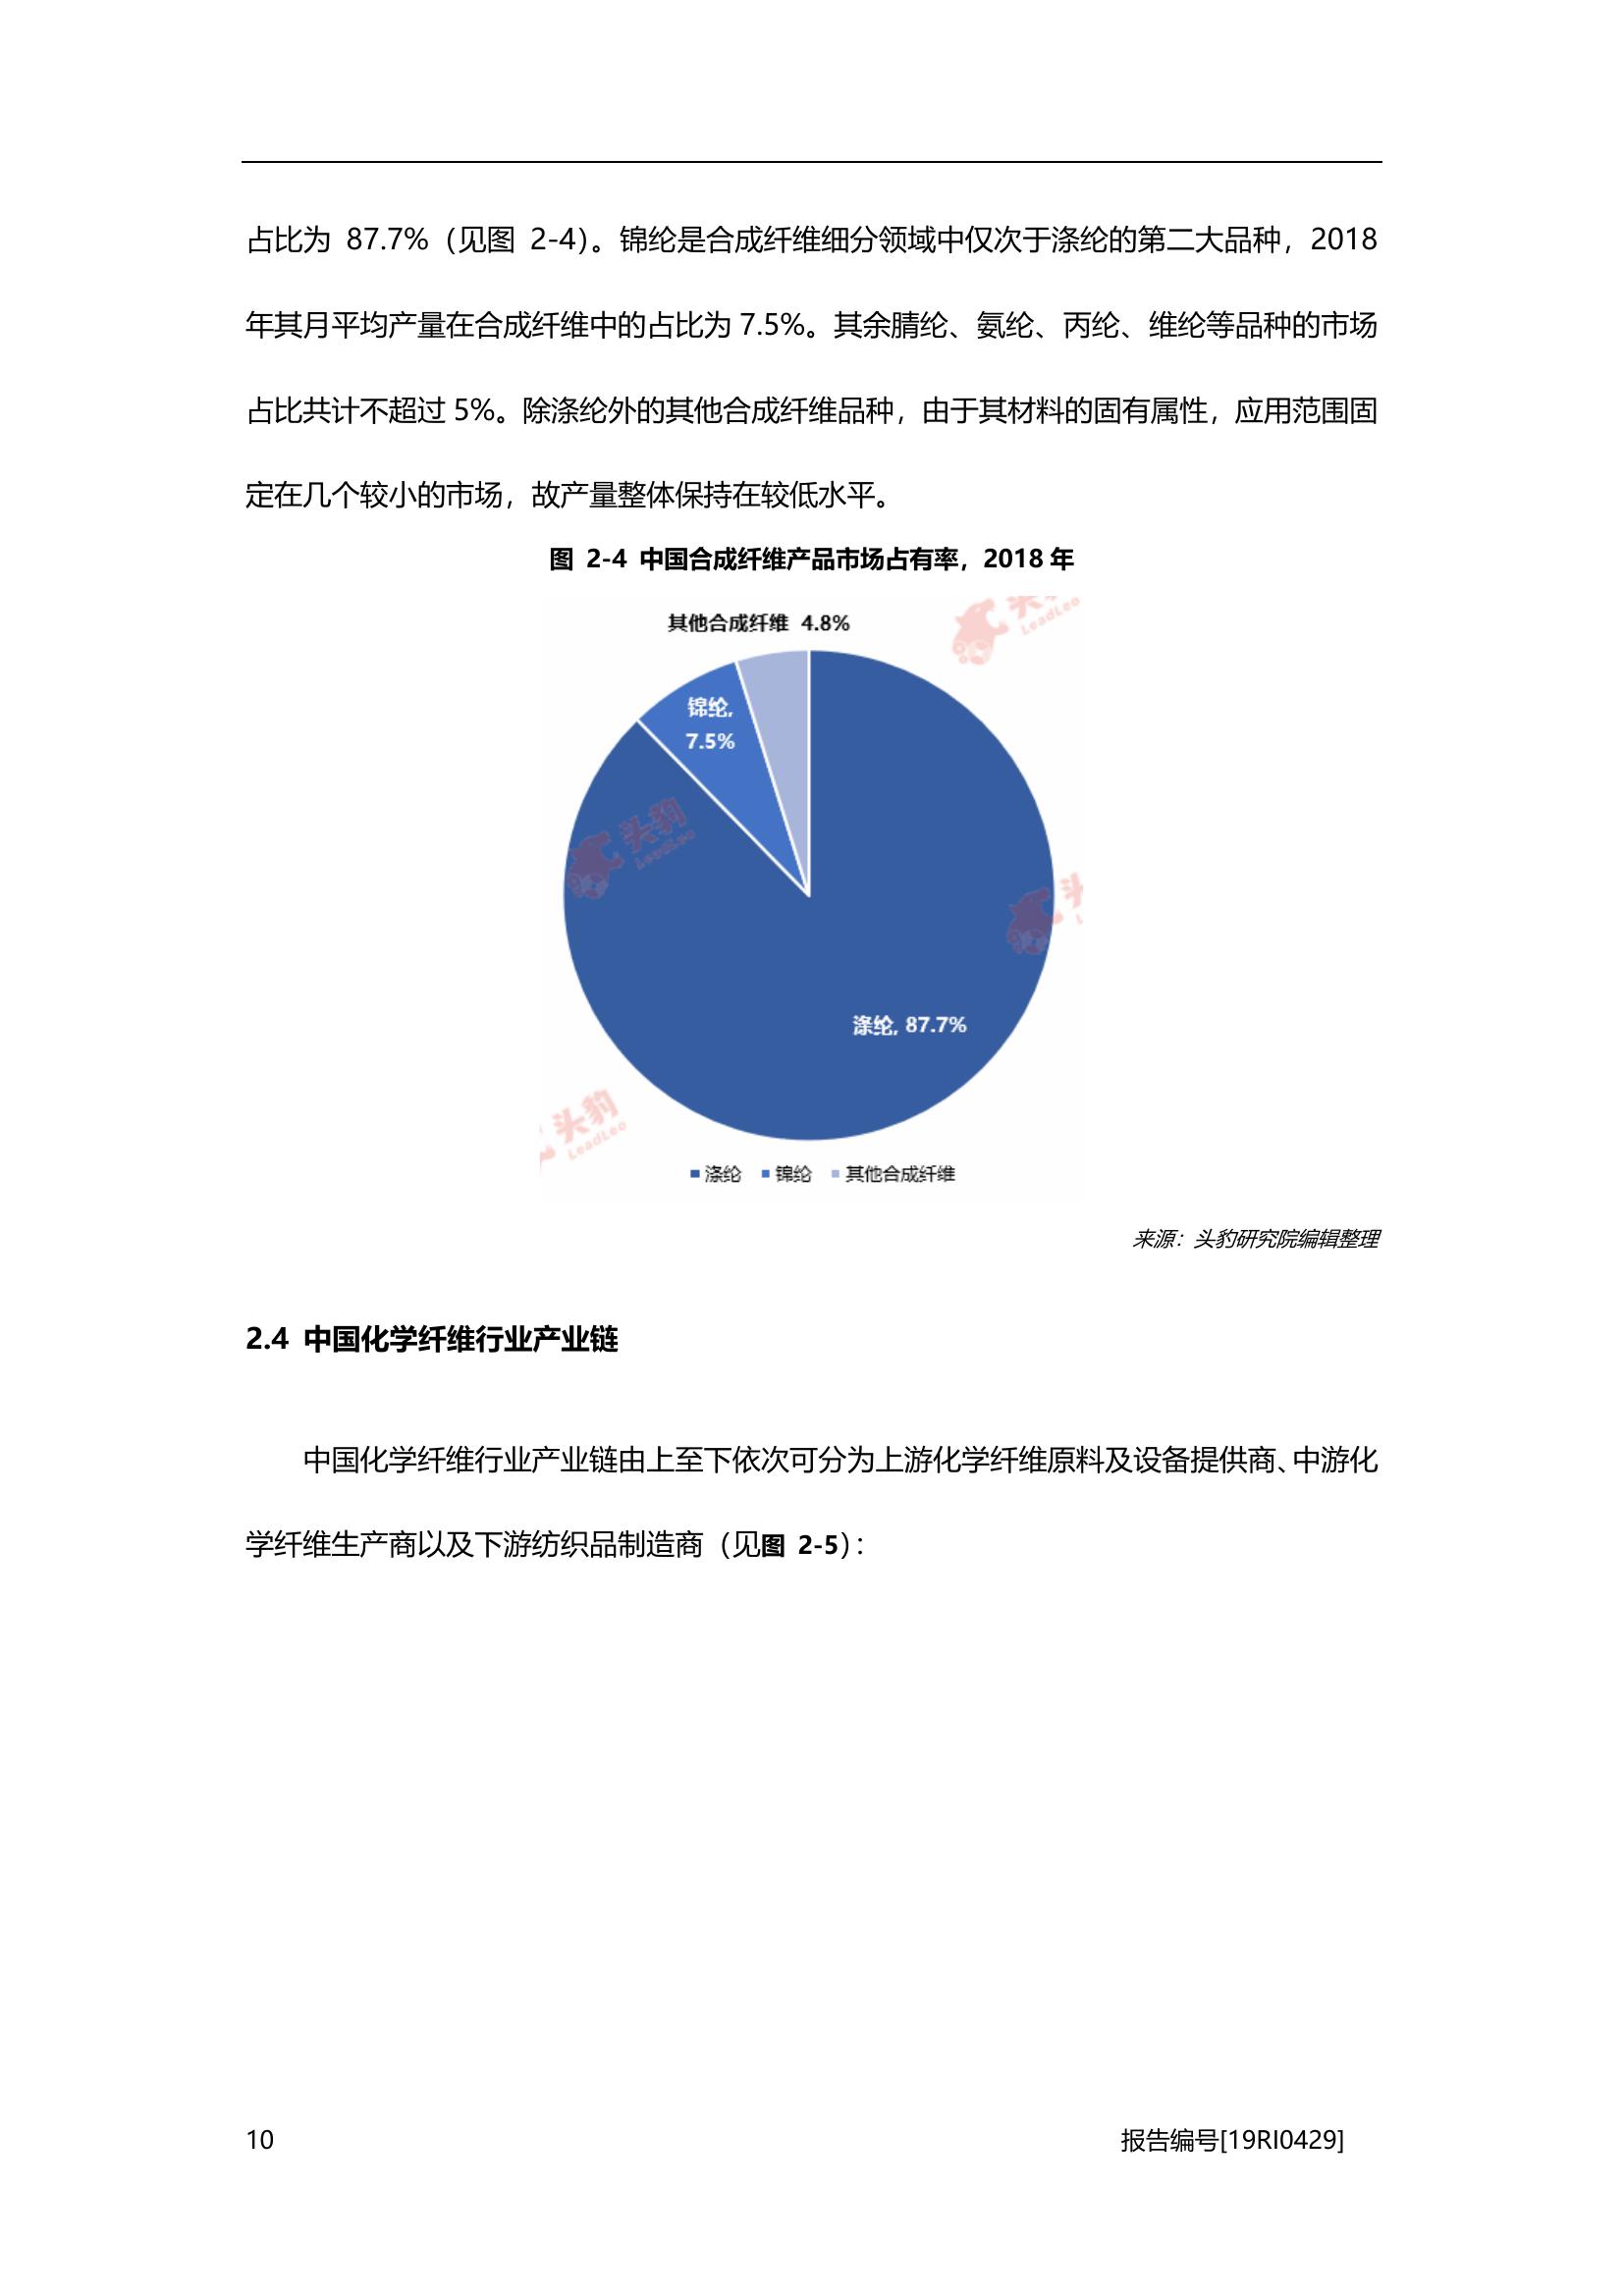 占比为 87.7%（见图 2-4）。锦纶是合成纤维细分领域中仅次于涤纶的第二大品种，2018
年其月平均产量在合成纤维中的占比为 7.5%。其余腈纶、氨纶、丙纶、维纶等品种的市场
占比共计不超过 5%。除涤纶外的其他合成纤维品种，由于其材料的固有属性，应用范围固
定在几个较小的市场，故产量整体保持在较低水平。
图 2-4 中国合成纤维产品市场占有率，2018 年
头豹
LeadLeo
其他合成纤维 4.8%
锦纶,
7.5%
头豹
LeadLeo
头
涤纶, 87.7%
头豹
LeadLeo
涤纶 锦纶 其他合成纤维
来源：头豹研究院编辑整理
2.4 中国化学纤维行业产业链
中国化学纤维行业产业链由上至下依次可分为上游化学纤维原料及设备提供商、中游化
学纤维生产商以及下游纺织品制造商（见图 2-5）：
10 报告编号[19RI0429]